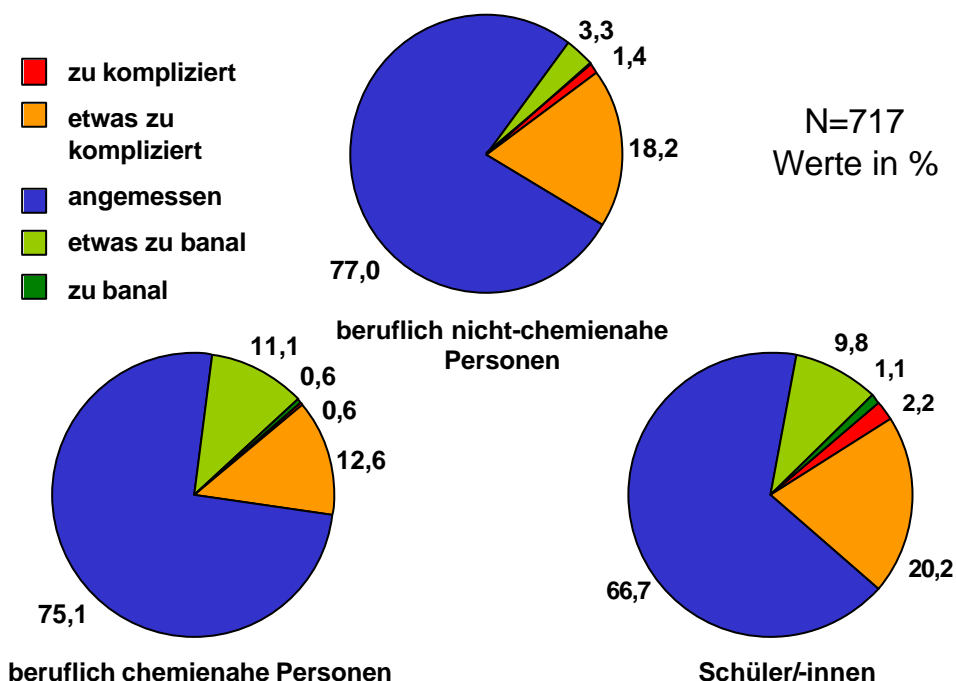 zu kompliziert
etwas zu
kompliziert
angemessen
etwas zu banal
zu banal
3,3
1,4
18,2
77,0
N=717
Werte in %
beruflich nicht-chemienahe
Personen
11,1
0,6
0,6
12,6
75,1
beruflich chemienahe Personen
9,8
1,1
2,2
20,2
66,7
Schüler/-innen